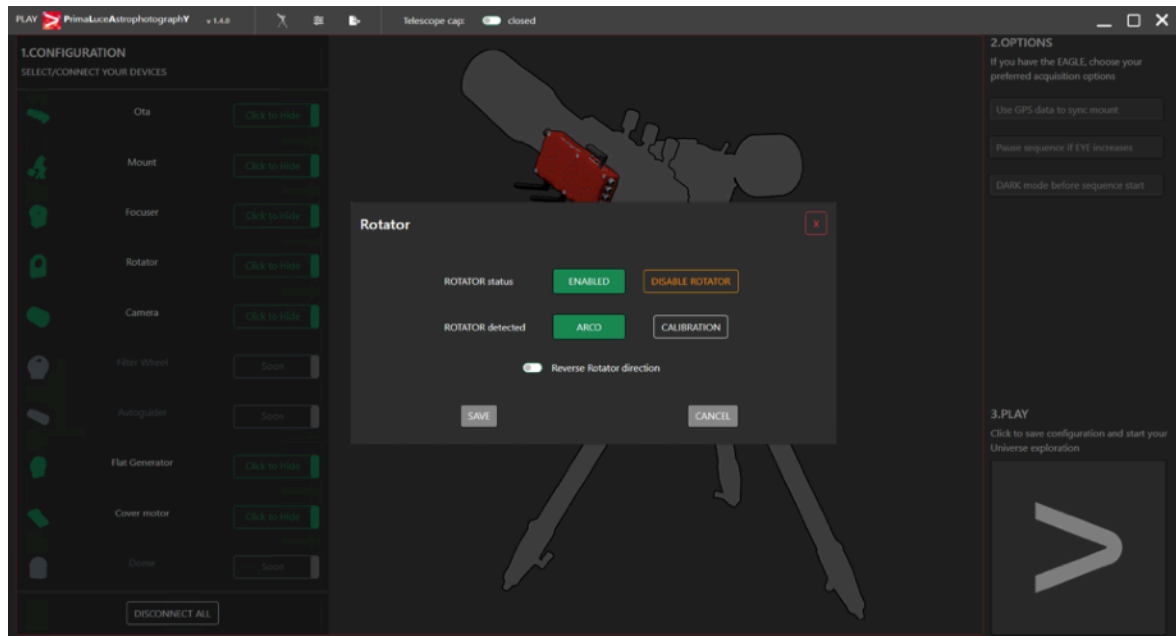 PLAY PrimaLuceAstrophotographY v 1.4.0 Telescope cap: closed
1.CONFIGURATION
SELECT/CONNECT YOUR DEVICES
Ota Click to Hide
Mount Click to Hide
Focuser Click to Hide
Rotator Click to Hide
Camera Click to Hide
Filter Wheel Soon
Autoguider Soon
Flat Generator Click to Hide
Cover motor Click to Hide
Dome Soon
DISCONNECT ALL
Rotator X
ROTATOR status ENABLED DISABLE ROTATOR
ROTATOR detected ARCO CALIBRATION
Reverse Rotator direction
SAVE CANCEL
2.OPTIONS
If you have the EAGLE, choose your
preferred acquisition options
Use GPS data to sync mount
Pause sequence if EYE increases
DARK mode before sequence start
3.PLAY
Click to save configuration and start your
Universe exploration